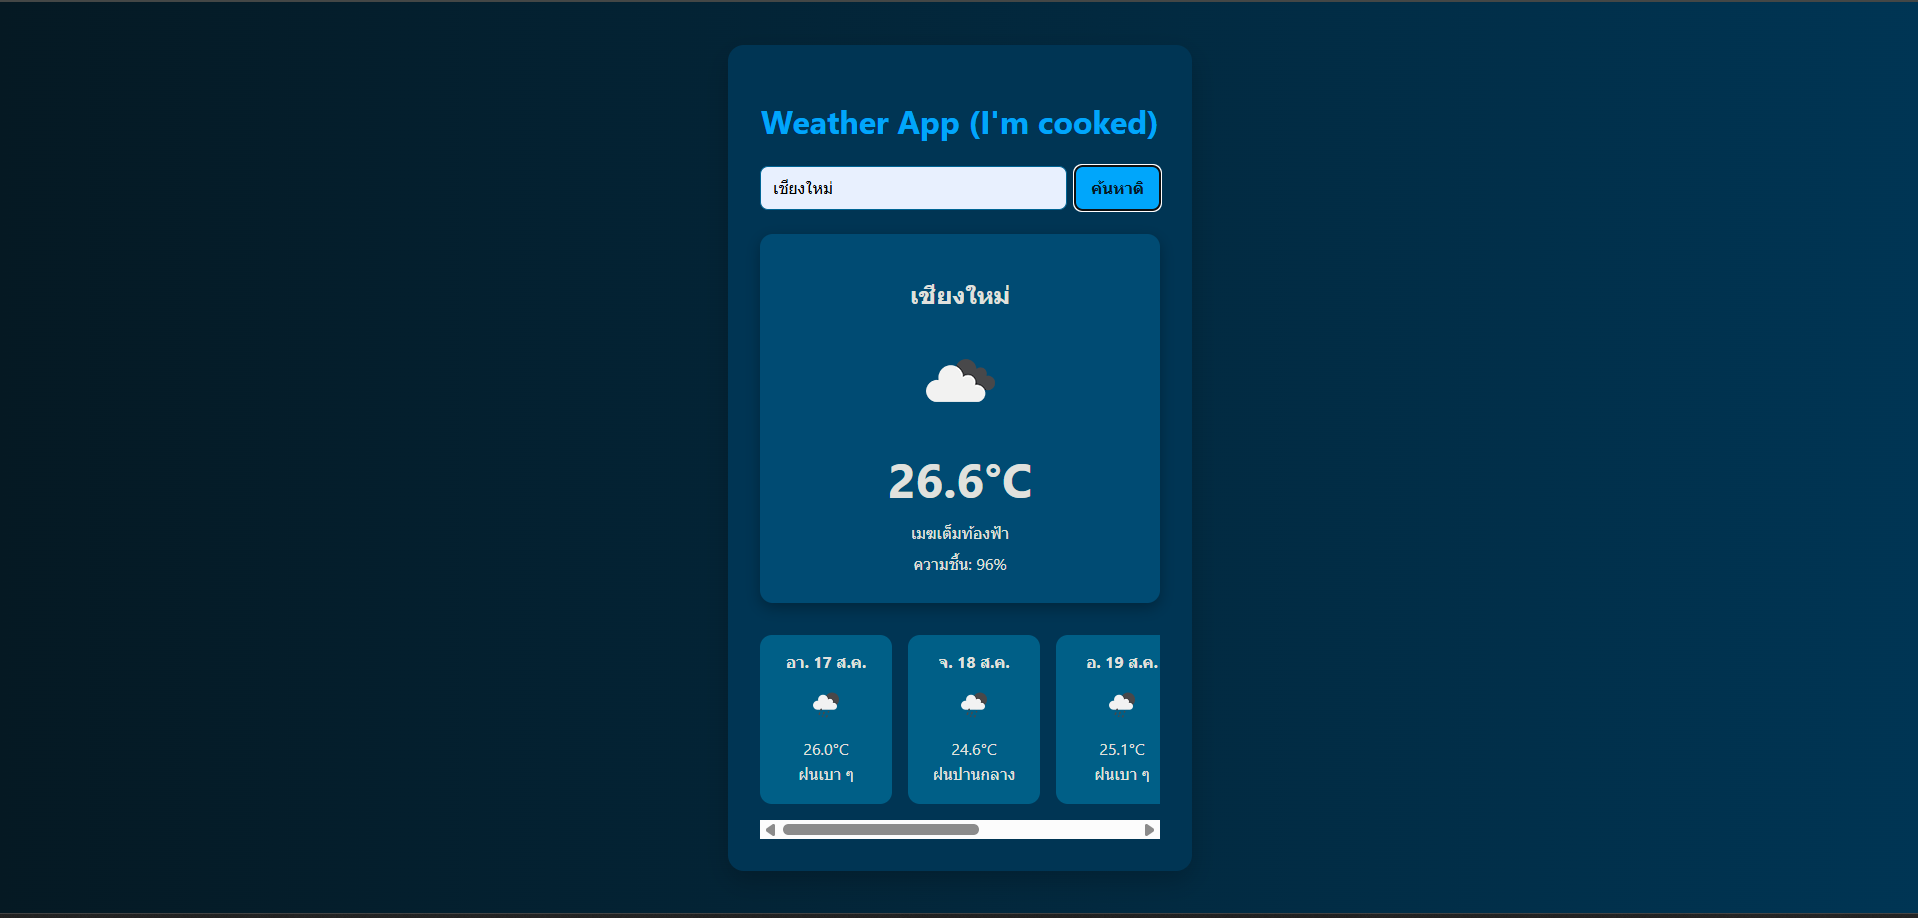 Weather App (I'm cooked)
เชียงใหม่
ค้นหาดิ
เชียงใหม่
26.6°C
เมฆเต็มท้องฟ้า
ความชื้น: 96%
อา. 17 ส.ค.
26.0°C
ฝนเบา ๆ
จ. 18 ส.ค.
24.6°C
ฝนปานกลาง
อ. 19 ส.ค.
25.1°C
ฝนเบา ๆ